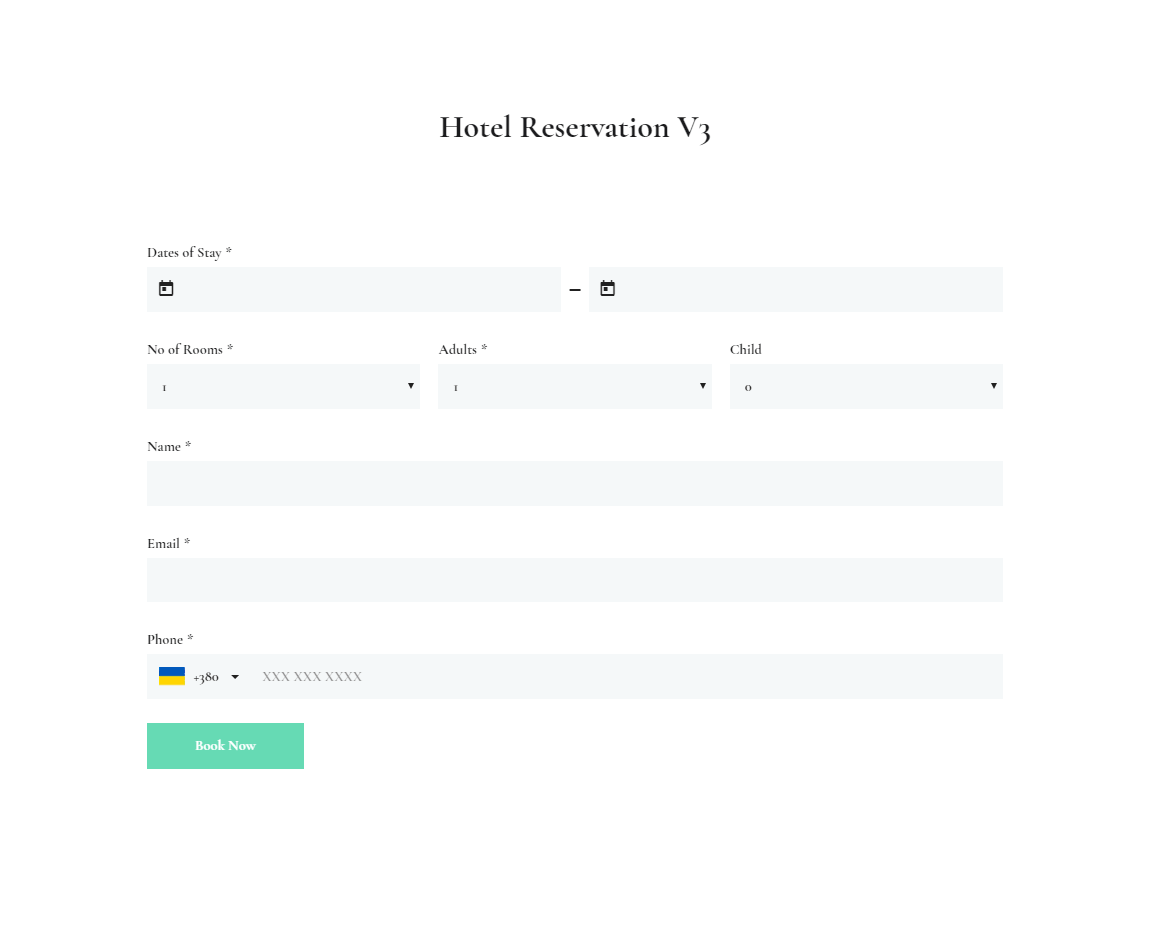 Hotel Reservation V3
Dates of Stay *
–
No of Rooms * Adults * Child
1 1 0
Name *
Email *
Phone *
+380 XXX XXX XXXX
Book Now